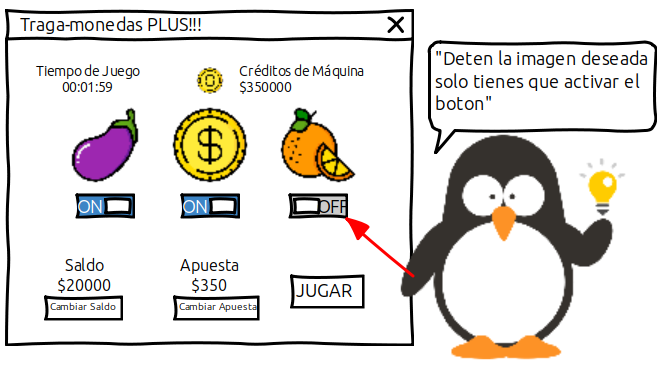 Traga-monedas PLUS!!!
Tiempo de Juego
00:01:59
Créditos de Máquina
$350000
"Deten la imagen deseada
solo tienes que activar el
boton"
$
ON
ON
OFF
Saldo
$20000
Cambiar Saldo
Apuesta
$350
Cambiar Apuesta
JUGAR